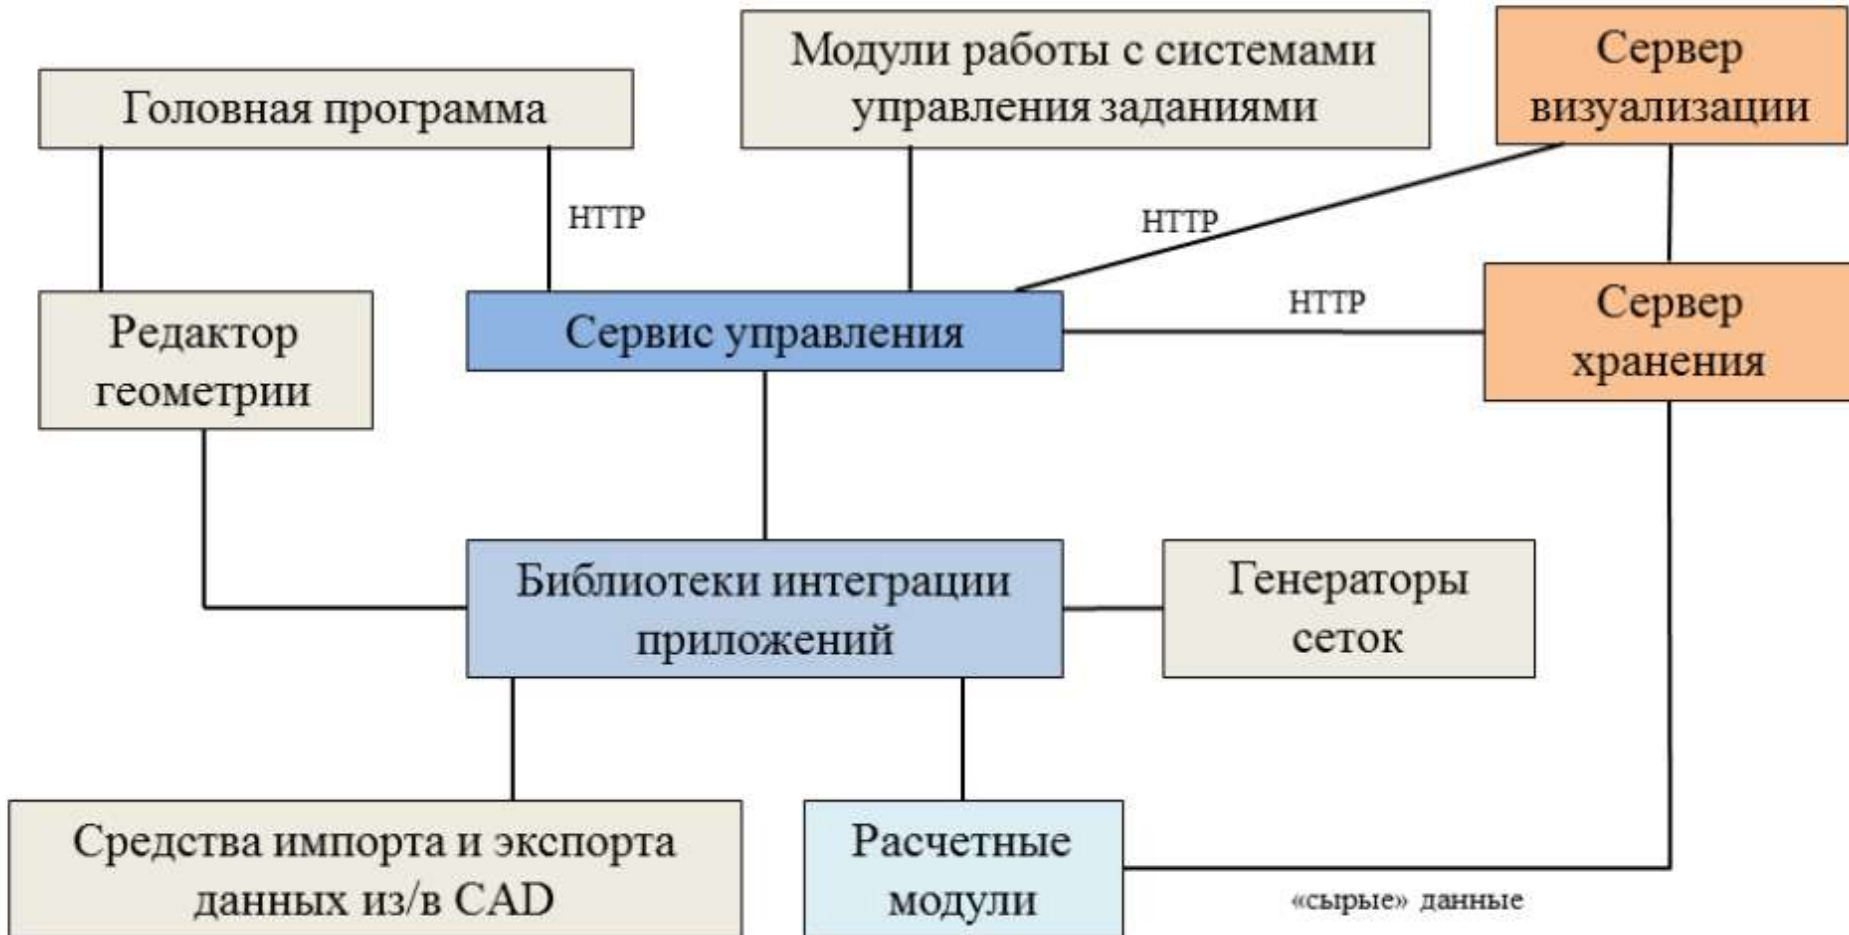 Головная программа
Модули работы с системами
управления заданиями
Сервер
визуализации
HTTP
HTTP
Редактор
геометрии
Сервис управления
HTTP
Сервер
хранения
Библиотеки интеграции
приложений
Генераторы
сеток
Средства импорта и экспорта
данных из/в CAD
Расчетные
модули
«сырые» данные